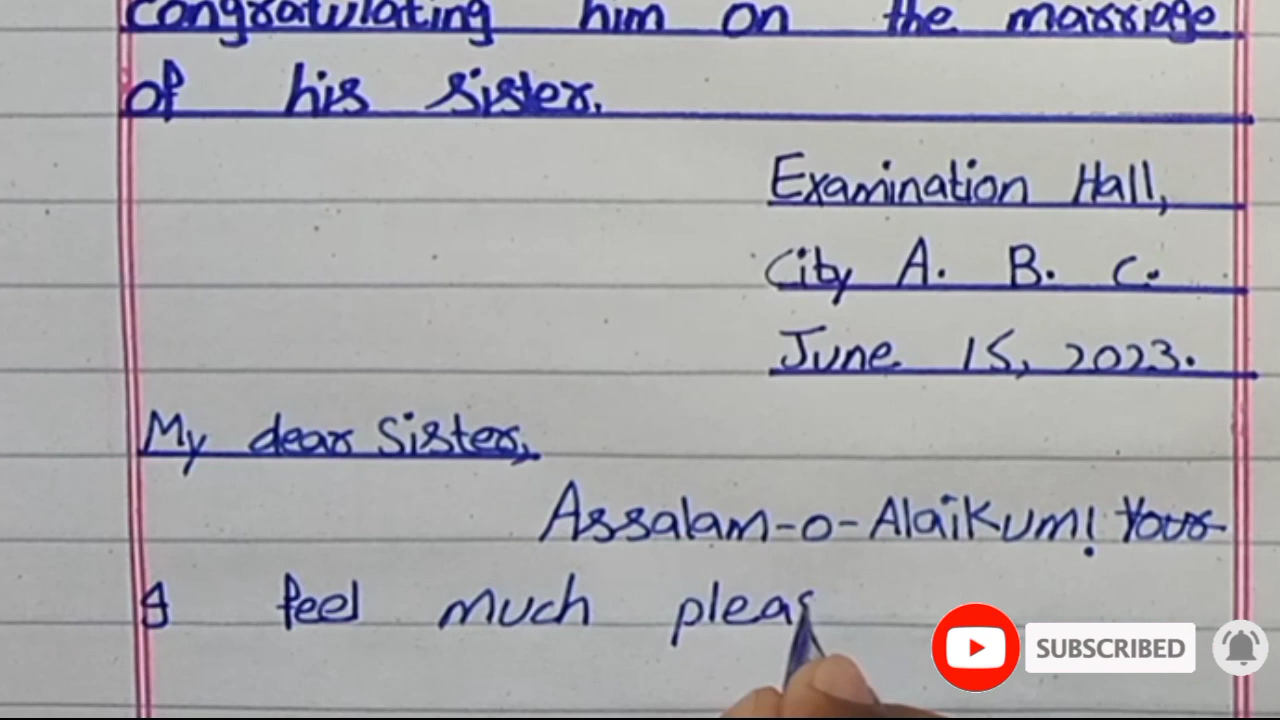 congratulating him on the marriage
of his sister.
Examination Hall,
City A. B. C.
June 15, 2023.
My dear Sister,
Assalam-o-Alaikum! Your
I feel much pleas
SUBSCRIBED